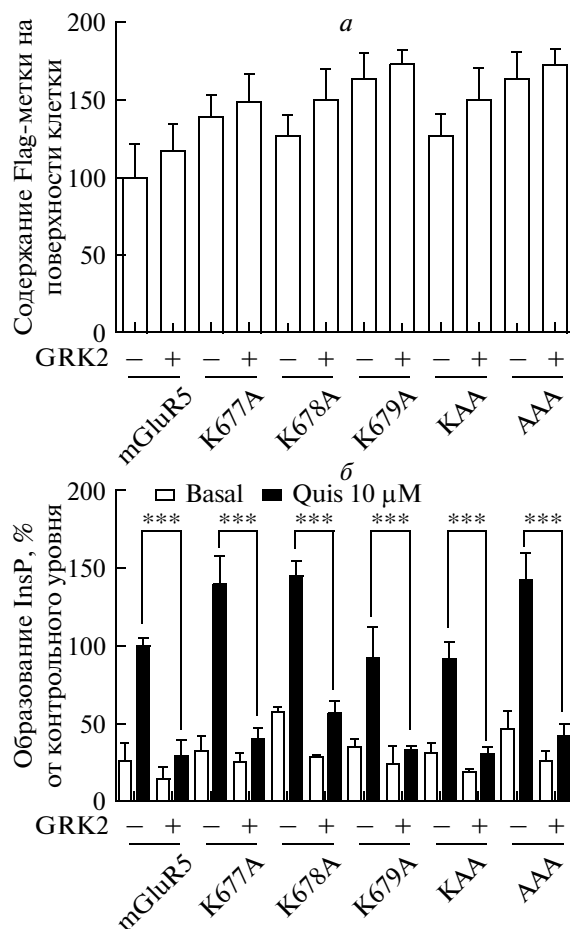 а
Содержание Flag-метки на
поверхности клетки
200
150
100
50
0
GRK2 – + – + – + – + – + – +
mGluR5 K677A K678A K679A KAA AAA
б
Basal Quis 10 μM
Образование InsP, %
от контрольного уровня
200
150
100
50
0
*** *** *** *** *** ***
GRK2 – + – + – + – + – + – +
mGluR5 K677A K678A K679A KAA AAA